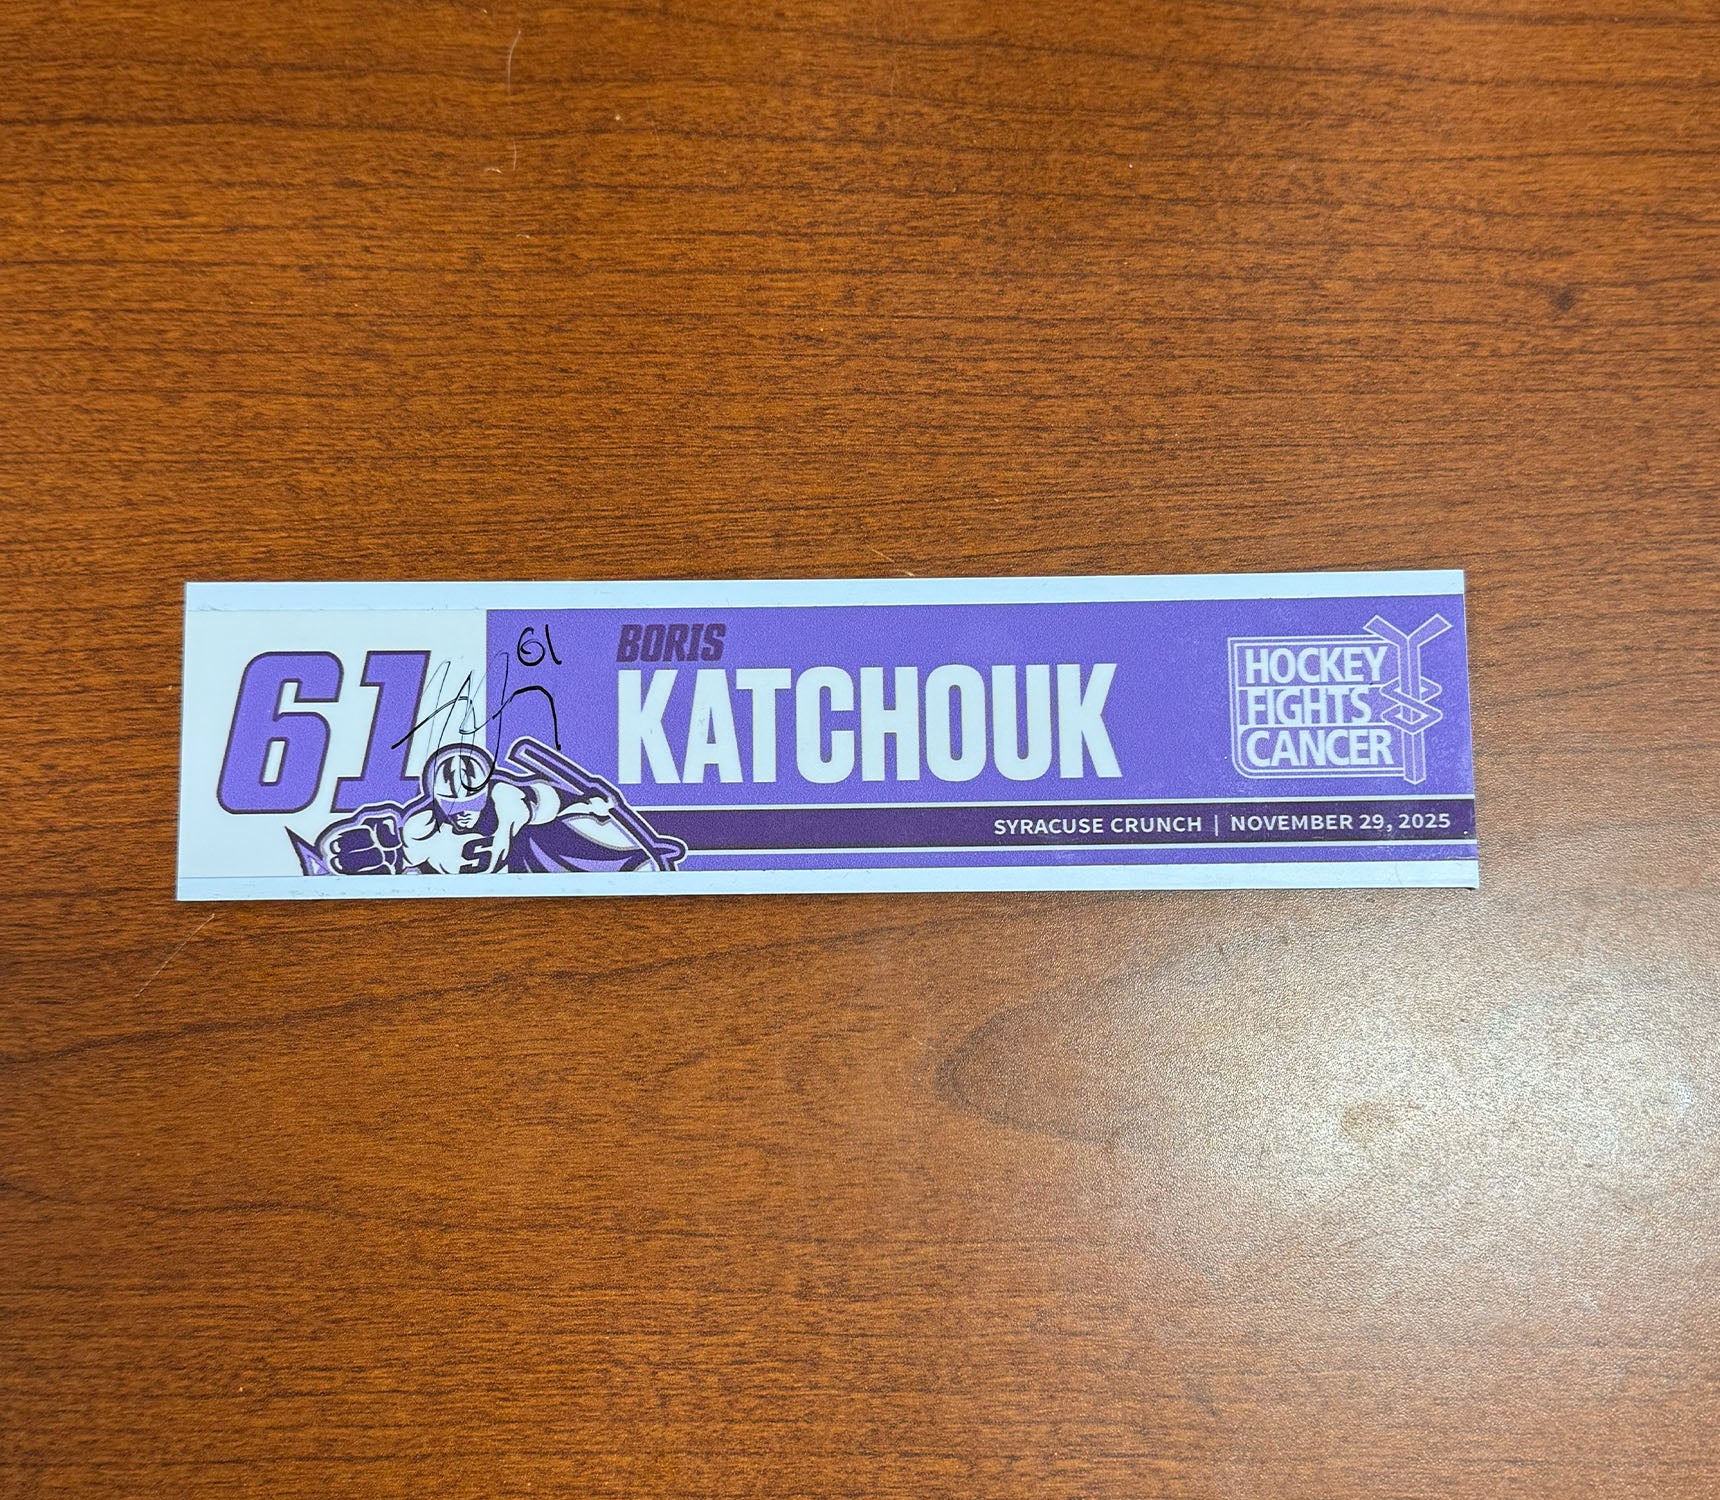 61
61
BORIS
KATCHOUK
HOCKEY
FIGHTS
CANCER
S
SYRACUSE CRUNCH | NOVEMBER 29, 2025